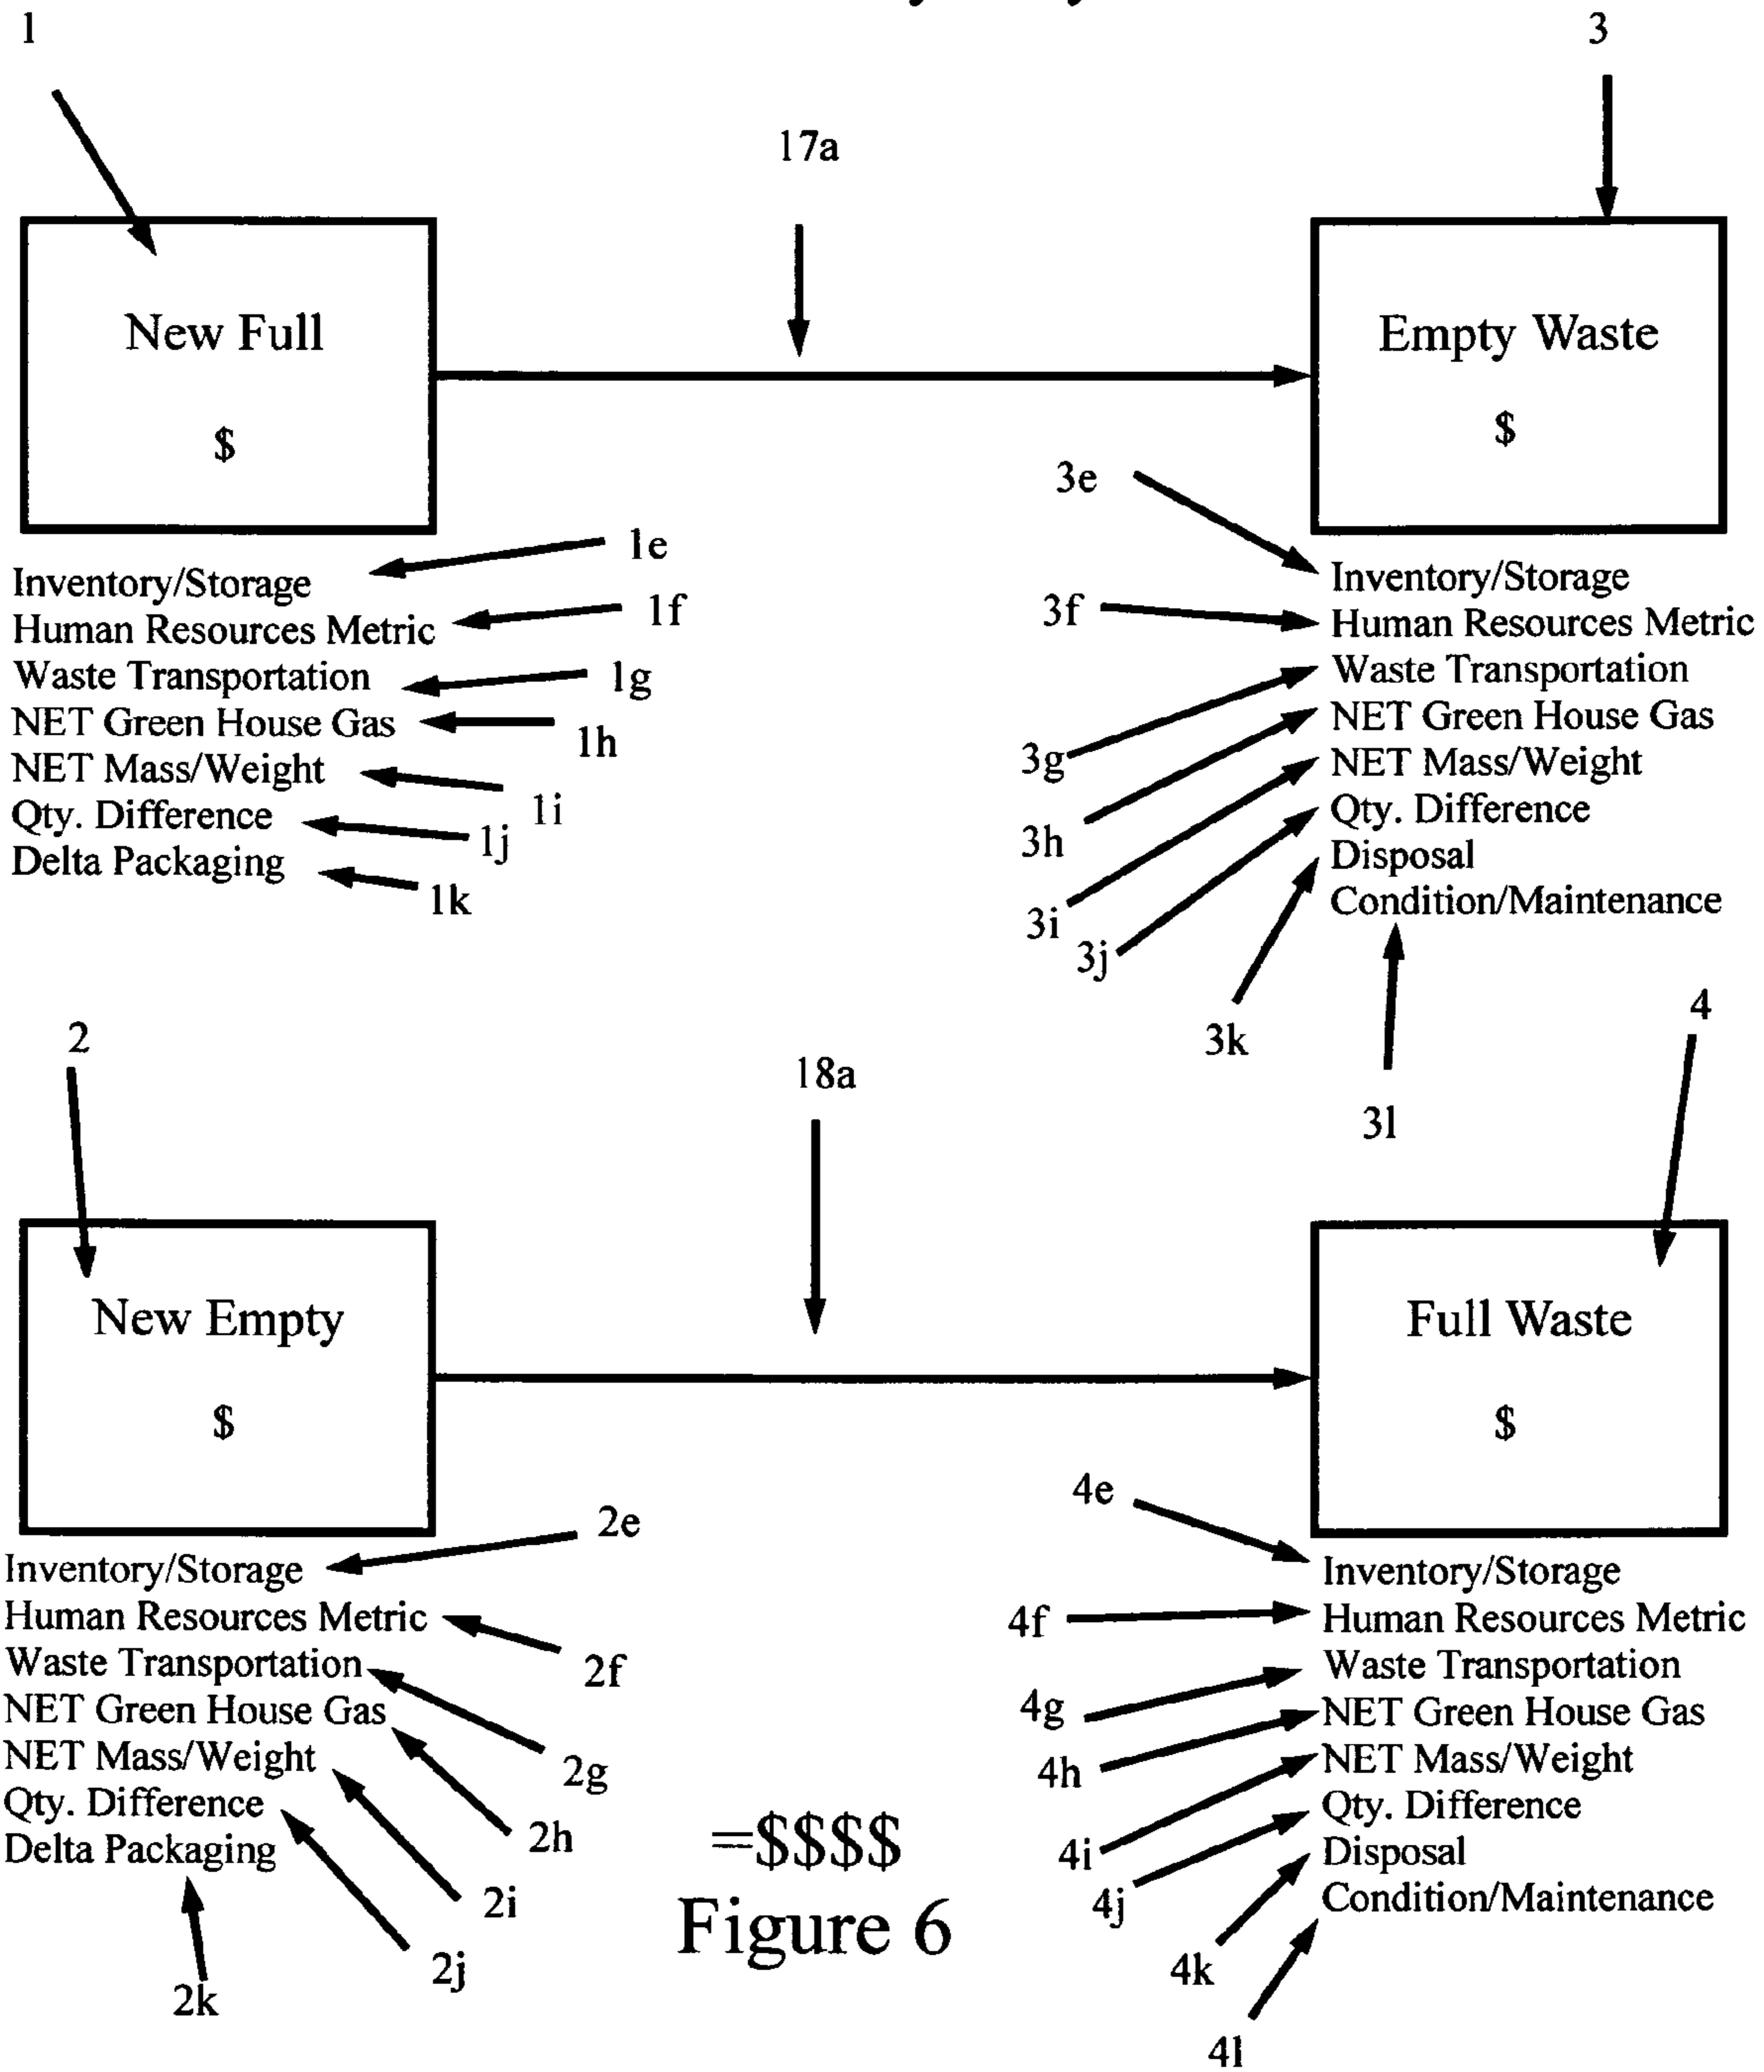 1
3
17a
New Full
$
Empty Waste
$
3e
1e
1f
1g
1h
1i
1j
1k
Inventory/Storage
Human Resources Metric
Waste Transportation
NET Green House Gas
NET Mass/Weight
Qty. Difference
Delta Packaging
3f
3g
3h
3i
3j
3k
3l
Inventory/Storage
Human Resources Metric
Waste Transportation
NET Green House Gas
NET Mass/Weight
Qty. Difference
Disposal
Condition/Maintenance
2
18a
4
New Empty
$
Full Waste
$
2e
2f
2g
2h
2i
2j
2k
Inventory/Storage
Human Resources Metric
Waste Transportation
NET Green House Gas
NET Mass/Weight
Qty. Difference
Delta Packaging
4e
4f
4g
4h
4i
4j
4k
4l
Inventory/Storage
Human Resources Metric
Waste Transportation
NET Green House Gas
NET Mass/Weight
Qty. Difference
Disposal
Condition/Maintenance
=$$$$
Figure 6